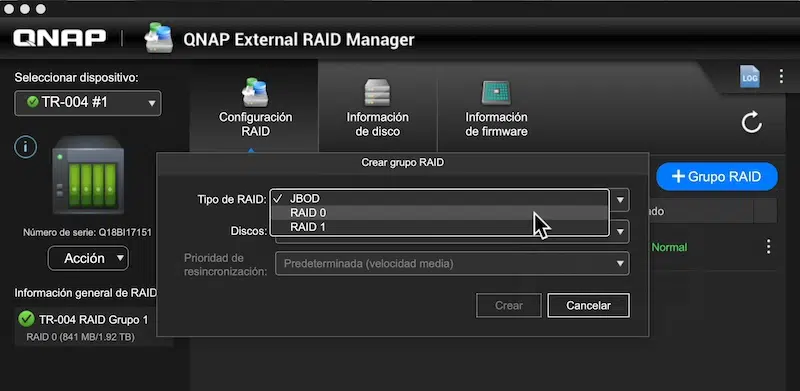 QNAP
QNAP External RAID Manager
Seleccionar dispositivo:
TR-004 #1
Configuración
RAID
Información
de disco
Información
de firmware
LOG
i
Número de serie: Q18BI17151
Acción
Información general de RAID
TR-004 RAID Grupo 1
RAID 0 (841 MB/1.92 TB)
+ Grupo RAID
Crear grupo RAID
Tipo de RAID:
✓ JBOD
RAID 0
RAID 1
Discos:
Prioridad de
resincronización:
Predeterminada (velocidad media)
Crear
Cancelar
Normal